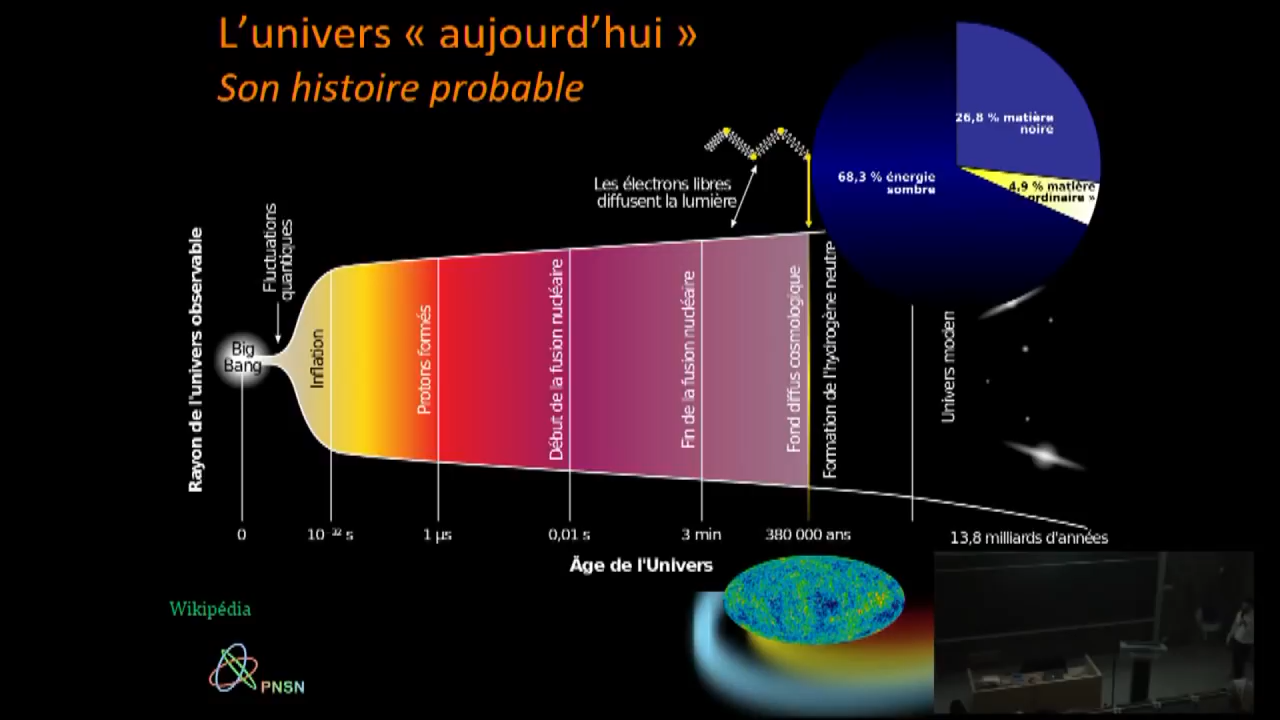 L’univers « aujourd’hui »
Son histoire probable
26,8 % matière
noire
68,3 % énergie
sombre
4,9 % matière
ordinaire »
Les électrons libres
diffusent la lumière
Fluctuations
quantiques
Rayon de l'univers observable
Big
Bang
Inflation
Protons formés
Début de la fusion nucléaire
Fin de la fusion nucléaire
Fond diffus cosmologique
Formation de l'hydrogène neutre
Univers moden
0
10⁻³² s
1 µs
0,01 s
3 min
380 000 ans
13,8 milliards d'années
Äge de l'Univers
Wikipédia
PNSN